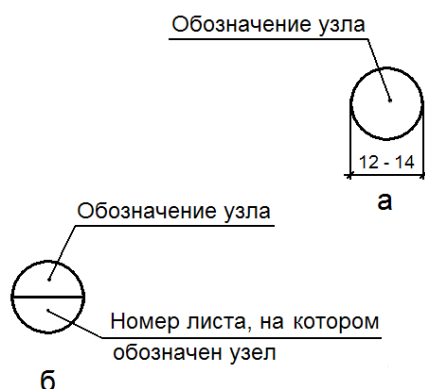 Обозначение узла
12 - 14
а
Обозначение узла
Номер листа, на котором
обозначен узел
б